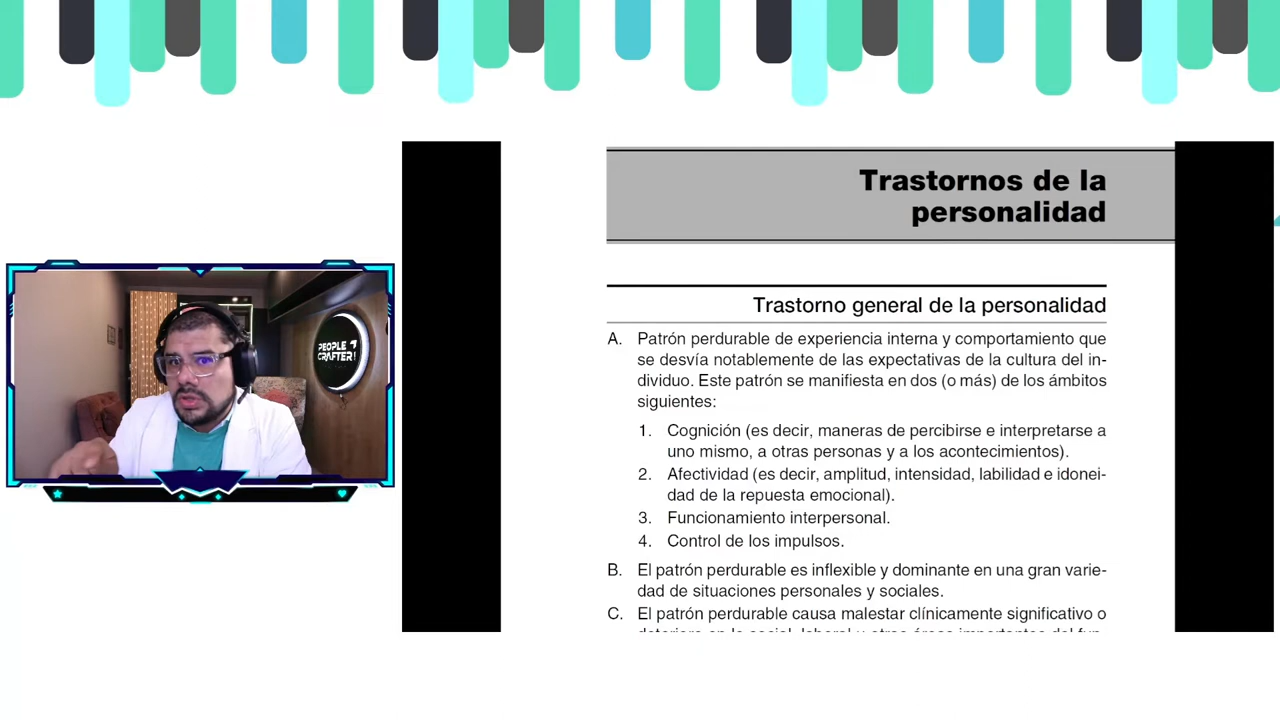 Trastornos de la
personalidad
Trastorno general de la personalidad
A. Patrón perdurable de experiencia interna y comportamiento que
se desvía notablemente de las expectativas de la cultura del in-
dividuo. Este patrón se manifiesta en dos (o más) de los ámbitos
siguientes:
1. Cognición (es decir, maneras de percibirse e interpretarse a
uno mismo, a otras personas y a los acontecimientos).
2. Afectividad (es decir, amplitud, intensidad, labilidad e idonei-
dad de la repuesta emocional).
3. Funcionamiento interpersonal.
4. Control de los impulsos.
B. El patrón perdurable es inflexible y dominante en una gran varie-
dad de situaciones personales y sociales.
C. El patrón perdurable causa malestar clínicamente significativo o
PEOPLE
CRAFTER!